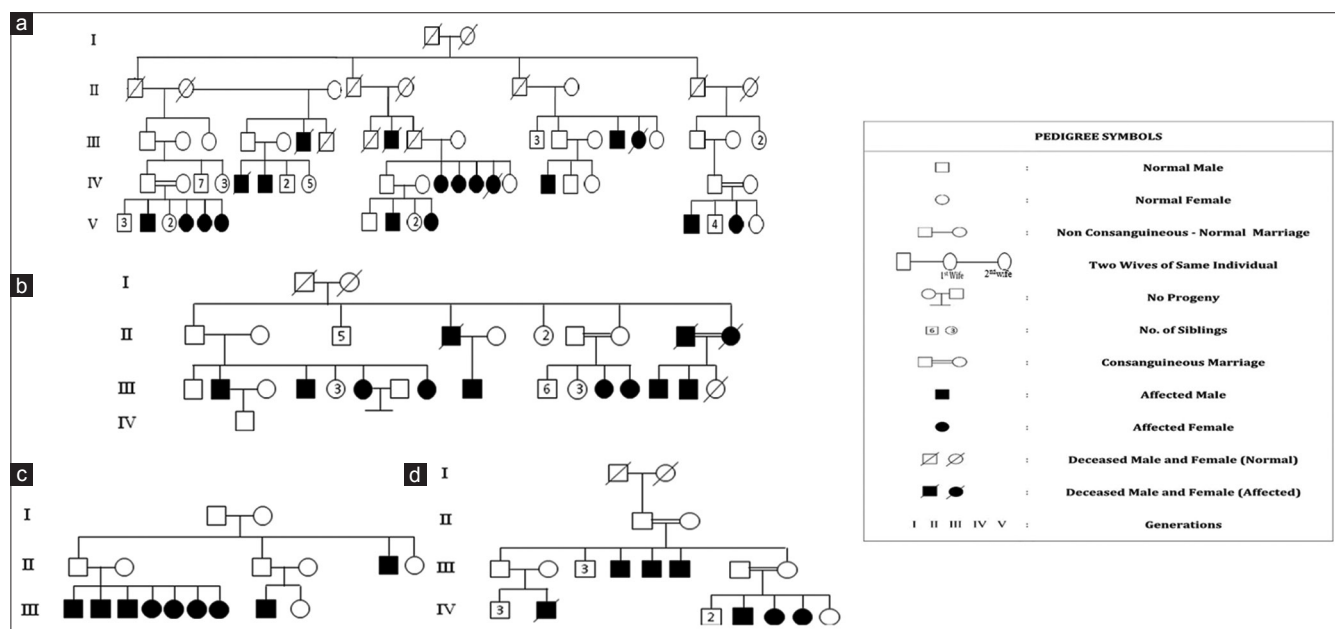 a
I
II
III 3 2
IV 7 3 2 5
V 3 2 2 4
b
I
II 5 2
III 3 6 3
IV
c
I
II
III
d
I
II
III 3
IV 3 2
PEDIGREE SYMBOLS
: Normal Male
: Normal Female
: Non Consanguineous - Normal Marriage
: Two Wives of Same Individual
1st Wife 2nd wife
: No Progeny
6 3 : No. of Siblings
: Consanguineous Marriage
: Affected Male
: Affected Female
: Deceased Male and Female (Normal)
: Deceased Male and Female (Affected)
I II III IV V : Generations